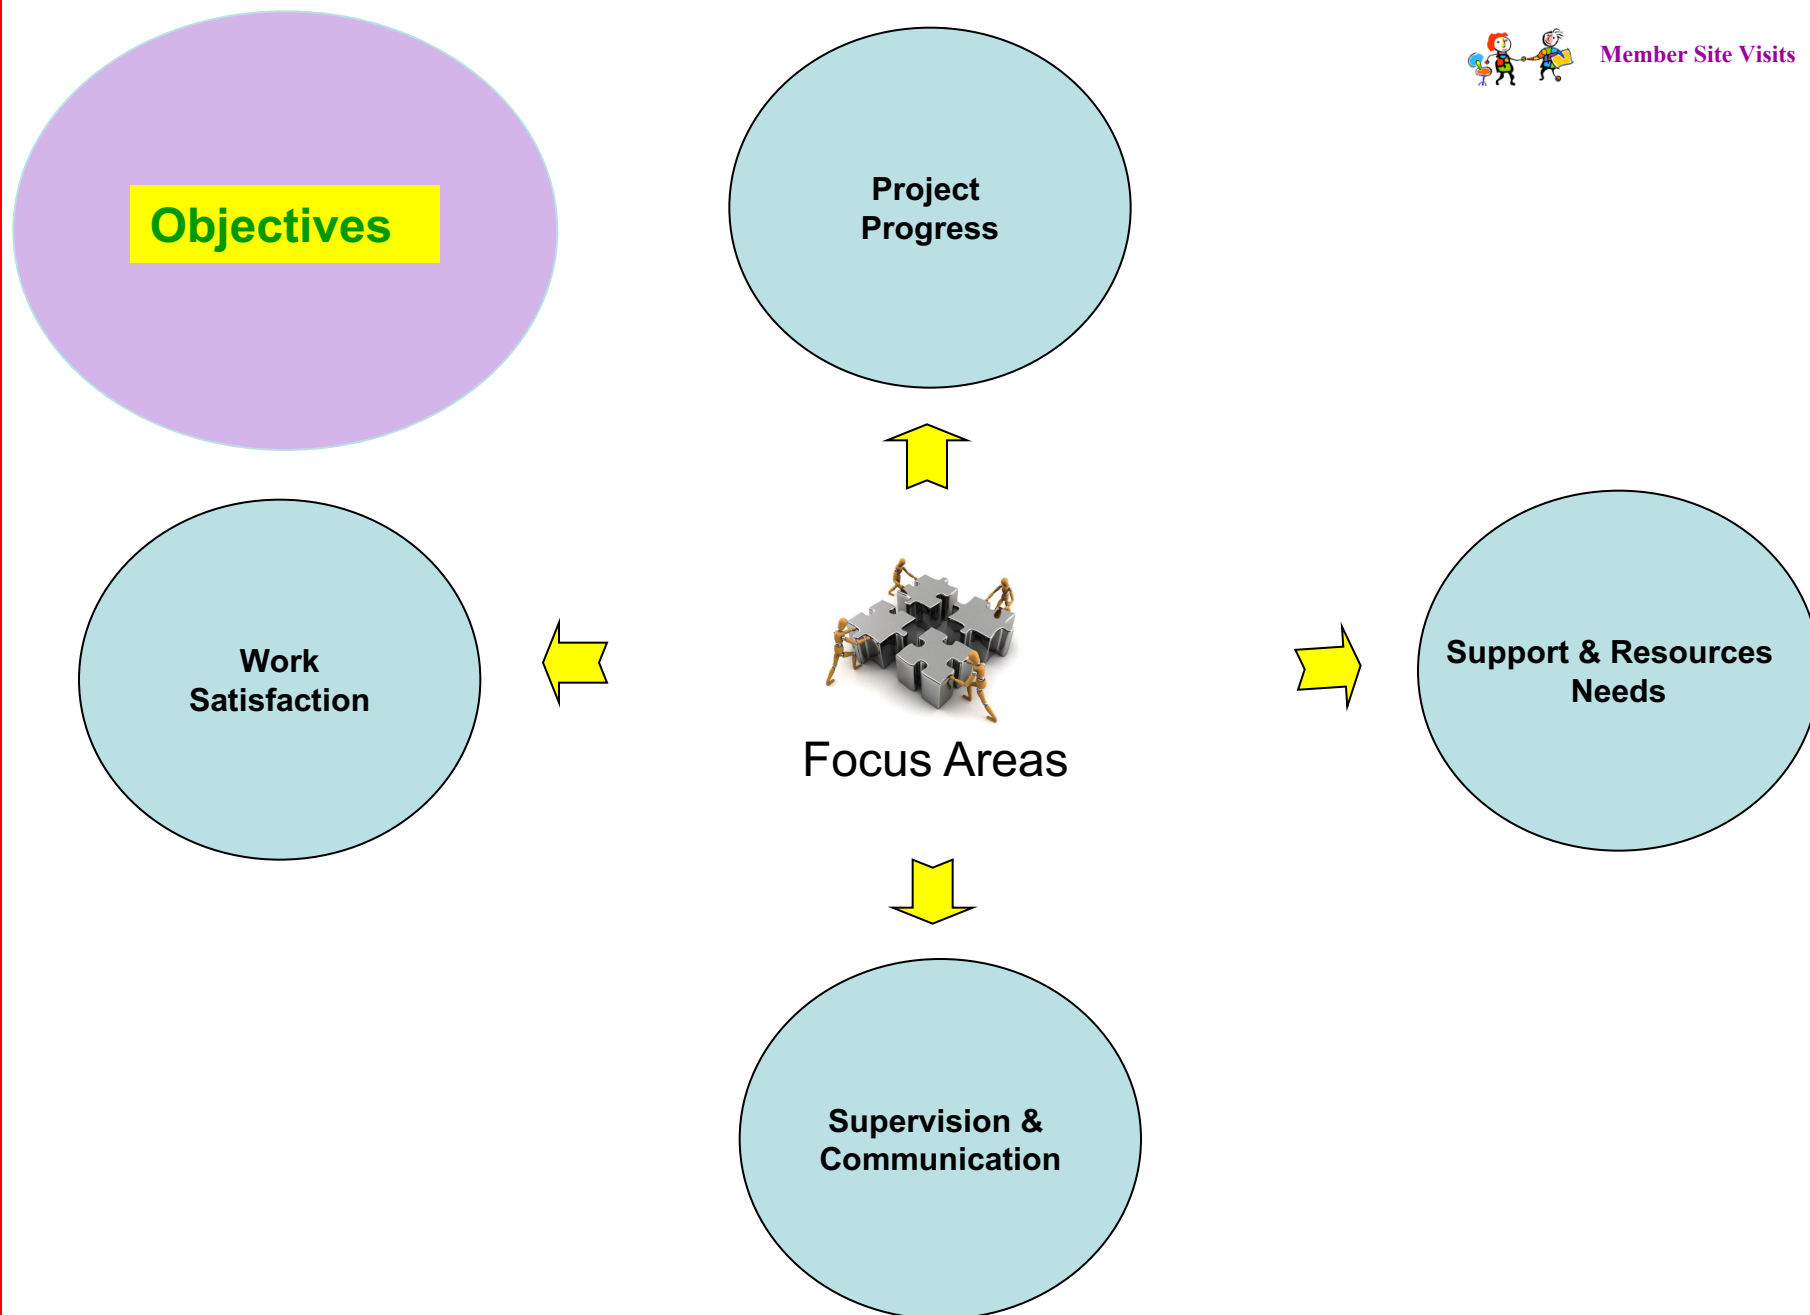 Member Site Visits
Objectives
Project
Progress
Work
Satisfaction
Support & Resources
Needs
Focus Areas
Supervision &
Communication